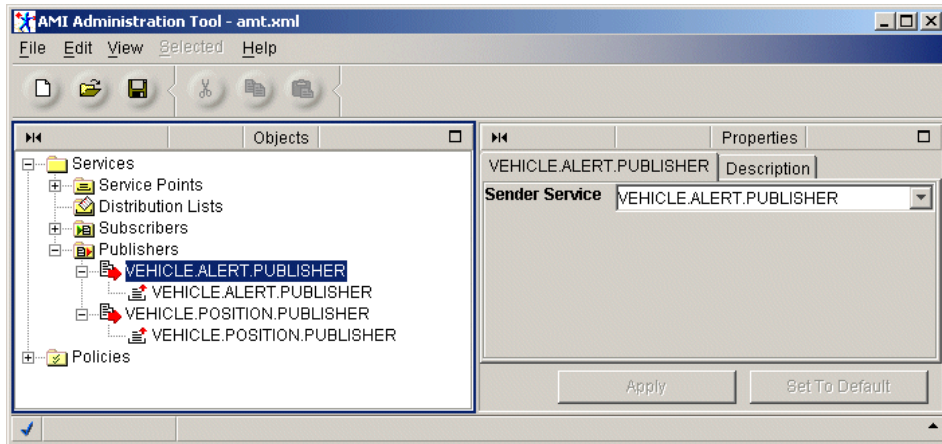 AMI Administration Tool - amt.xml
File Edit View Selected Help
Objects
Services
Service Points
Distribution Lists
Subscribers
Publishers
VEHICLE.ALERT.PUBLISHER
VEHICLE.ALERT.PUBLISHER
VEHICLE.POSITION.PUBLISHER
VEHICLE.POSITION.PUBLISHER
Policies
Properties
VEHICLE.ALERT.PUBLISHER Description
Sender Service VEHICLE.ALERT.PUBLISHER
Apply Set To Default